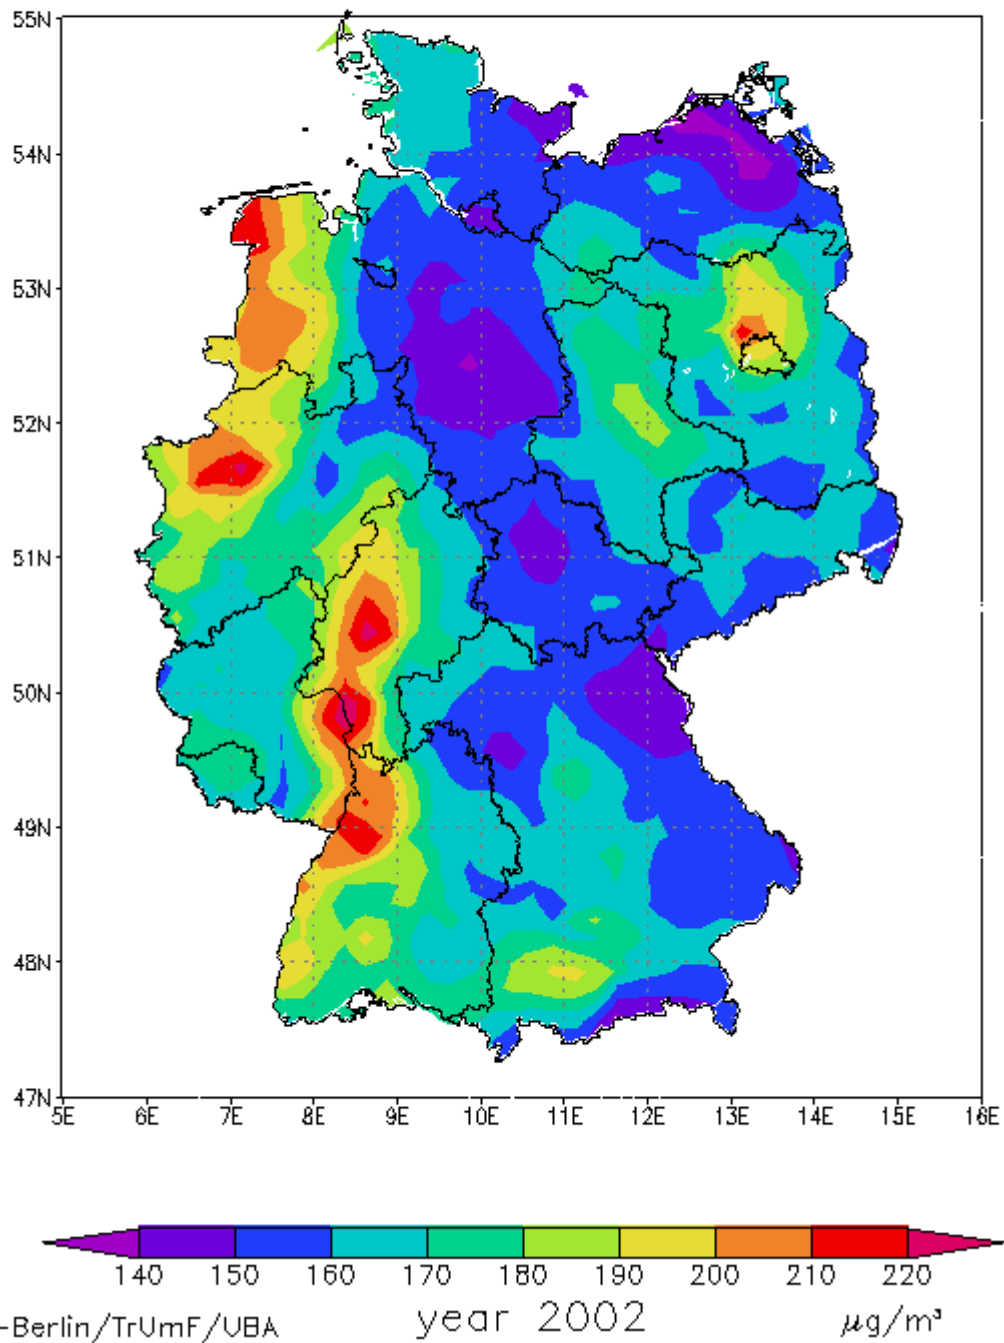 55N
54N
53N
52N
51N
50N
49N
48N
47N
5E 6E 7E 8E 9E 10E 11E 12E 13E 14E 15E 16E
140 150 160 170 180 190 200 210 220
-Berlin/TrUmF/UBA year 2002 μg/m³